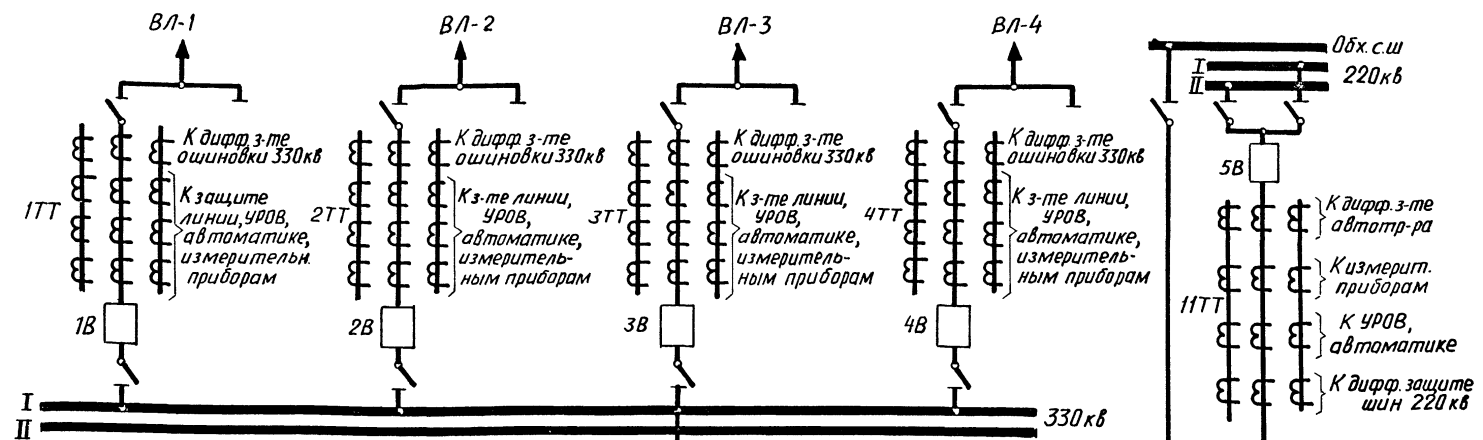 ВЛ-1
ВЛ-2
ВЛ-3
ВЛ-4
Обх. с.ш
I
II
220кв
1ТТ
К дифф. з-те
ошиновки 330кв
К защите
линии, УРОВ,
автоматике,
измерительн.
приборам
1В
2ТТ
К дифф. з-те
ошиновки 330кв
К з-те линии,
УРОВ,
автоматике,
измеритель-
ным приборам
2В
3ТТ
К дифф. з-те
ошиновки 330кв
К з-те линии,
УРОВ,
автоматике,
измеритель-
ным приборам
3В
4ТТ
К дифф. з-те
ошиновки 330кв
К з-те линии,
УРОВ,
автоматике,
измеритель-
ным приборам
4В
5В
11ТТ
К дифф. з-те
автотр-ра
К измерит.
приборам
К УРОВ,
автоматике
К дифф. защите
шин 220 кв
I
II
330кв